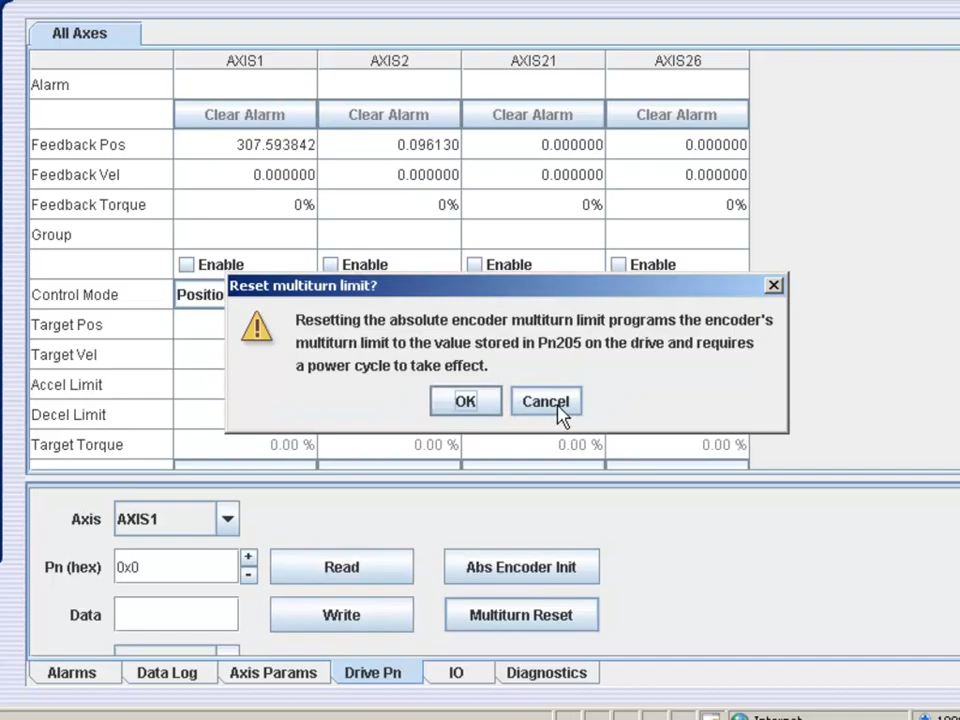 All Axes
AXIS1 AXIS2 AXIS21 AXIS26
Alarm
Clear Alarm Clear Alarm Clear Alarm Clear Alarm
Feedback Pos 307.593842 0.096130 0.000000 0.000000
Feedback Vel 0.000000 0.000000 0.000000 0.000000
Feedback Torque 0% 0% 0% 0%
Group
Enable Enable Enable Enable
Reset multiturn limit?
Control Mode Positio
Resetting the absolute encoder multiturn limit programs the encoder's
Target Pos
multiturn limit to the value stored in Pn205 on the drive and requires
Target Vel
a power cycle to take effect.
Accel Limit
OK Cancel
Decel Limit
Target Torque 0.00 % 0.00 % 0.00 % 0.00 %
Axis AXIS1
Pn (hex) 0x0 + - Read Abs Encoder Init
Data Write Multiturn Reset
Alarms Data Log Axis Params Drive Pn IO Diagnostics